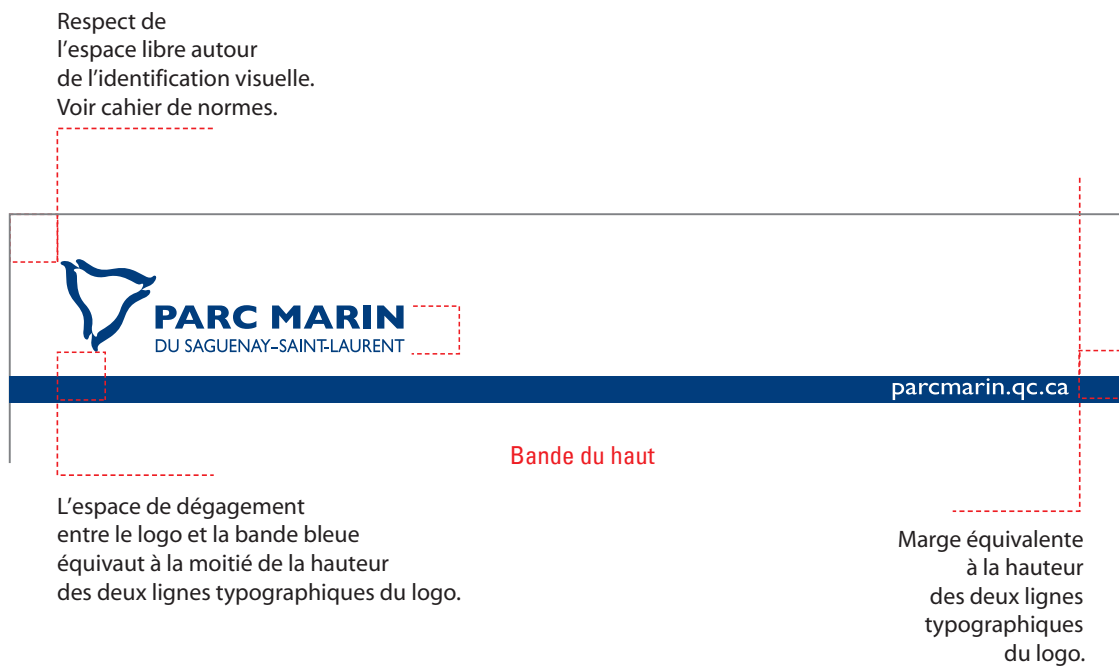 Respect de
l’espace libre autour
de l’identification visuelle.
Voir cahier de normes.
PARC MARIN
DU SAGUENAY–SAINT-LAURENT
parcmarin.qc.ca
Bande du haut
L’espace de dégagement
entre le logo et la bande bleue
équivaut à la moitié de la hauteur
des deux lignes typographiques du logo.
Marge équivalente
à la hauteur
des deux lignes
typographiques
du logo.